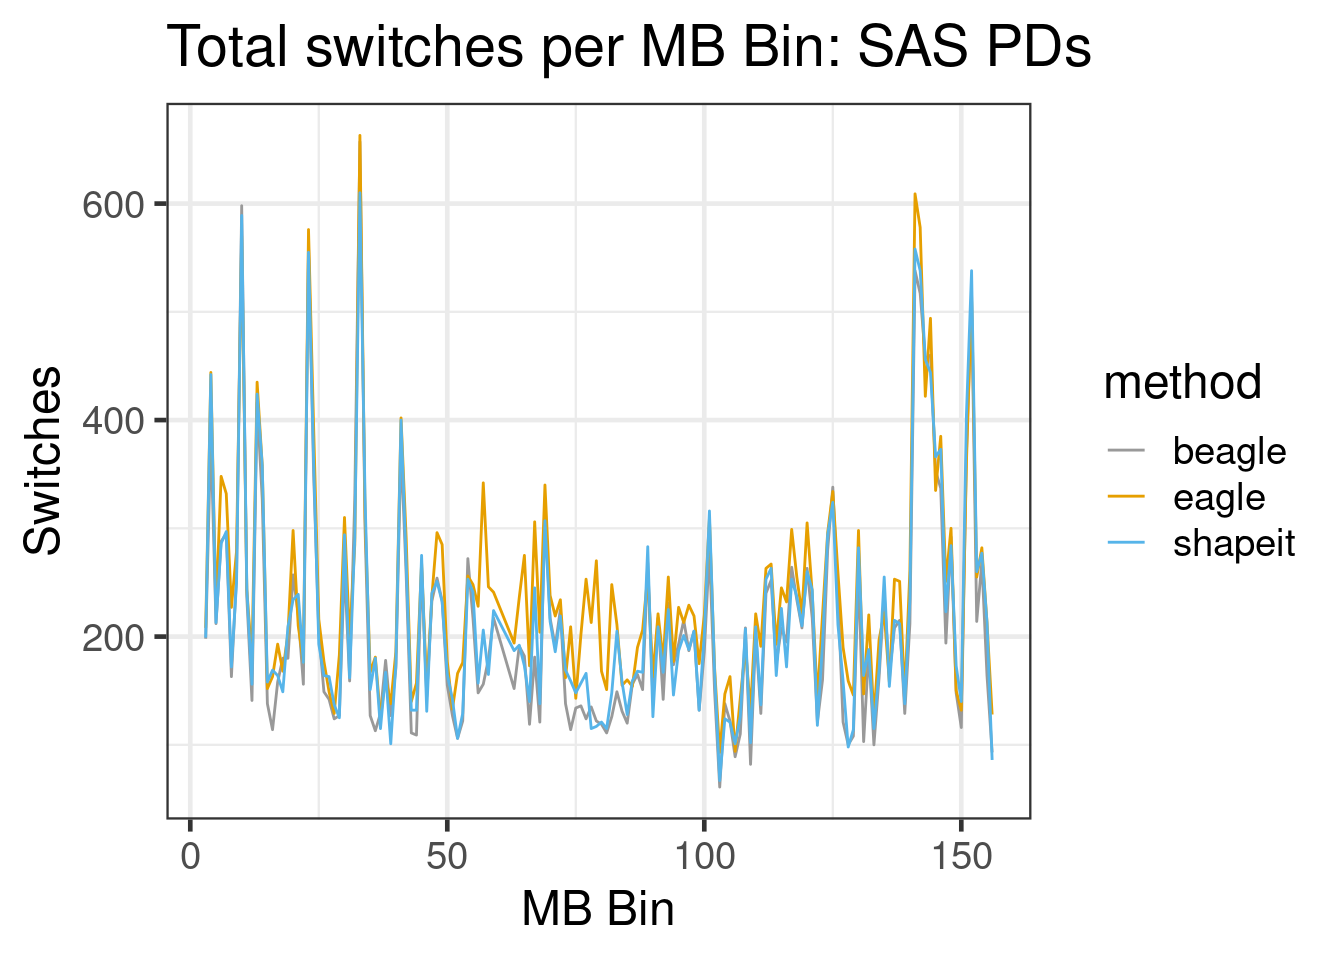 Total switches per MB Bin: SAS PDs
600
400
200
Switches
0
50
100
150
MB Bin
method
beagle
eagle
shapeit